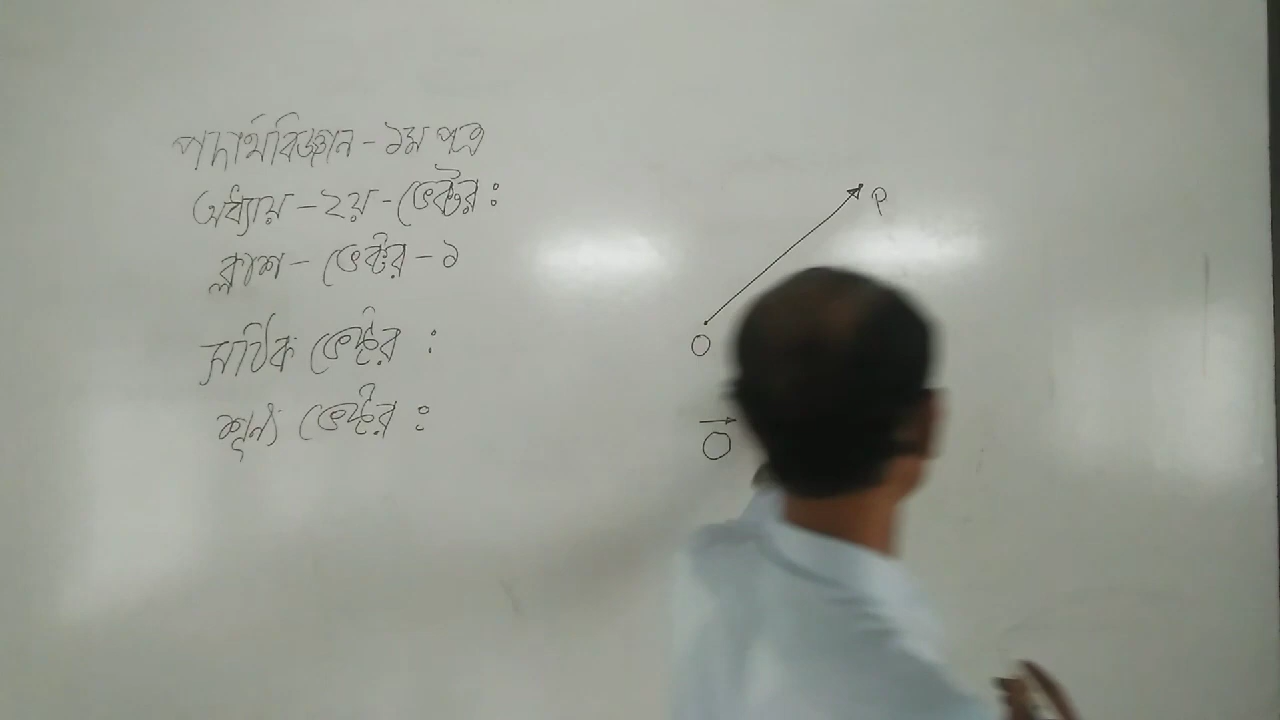 পদার্থবিজ্ঞান - ১ম পত্র
অধ্যায় - ২য় - ভেক্টর :
ক্লাশ - ভেক্টর - ১
সঠিক ভেক্টর :
শূন্য ভেক্টর :
P
O
O